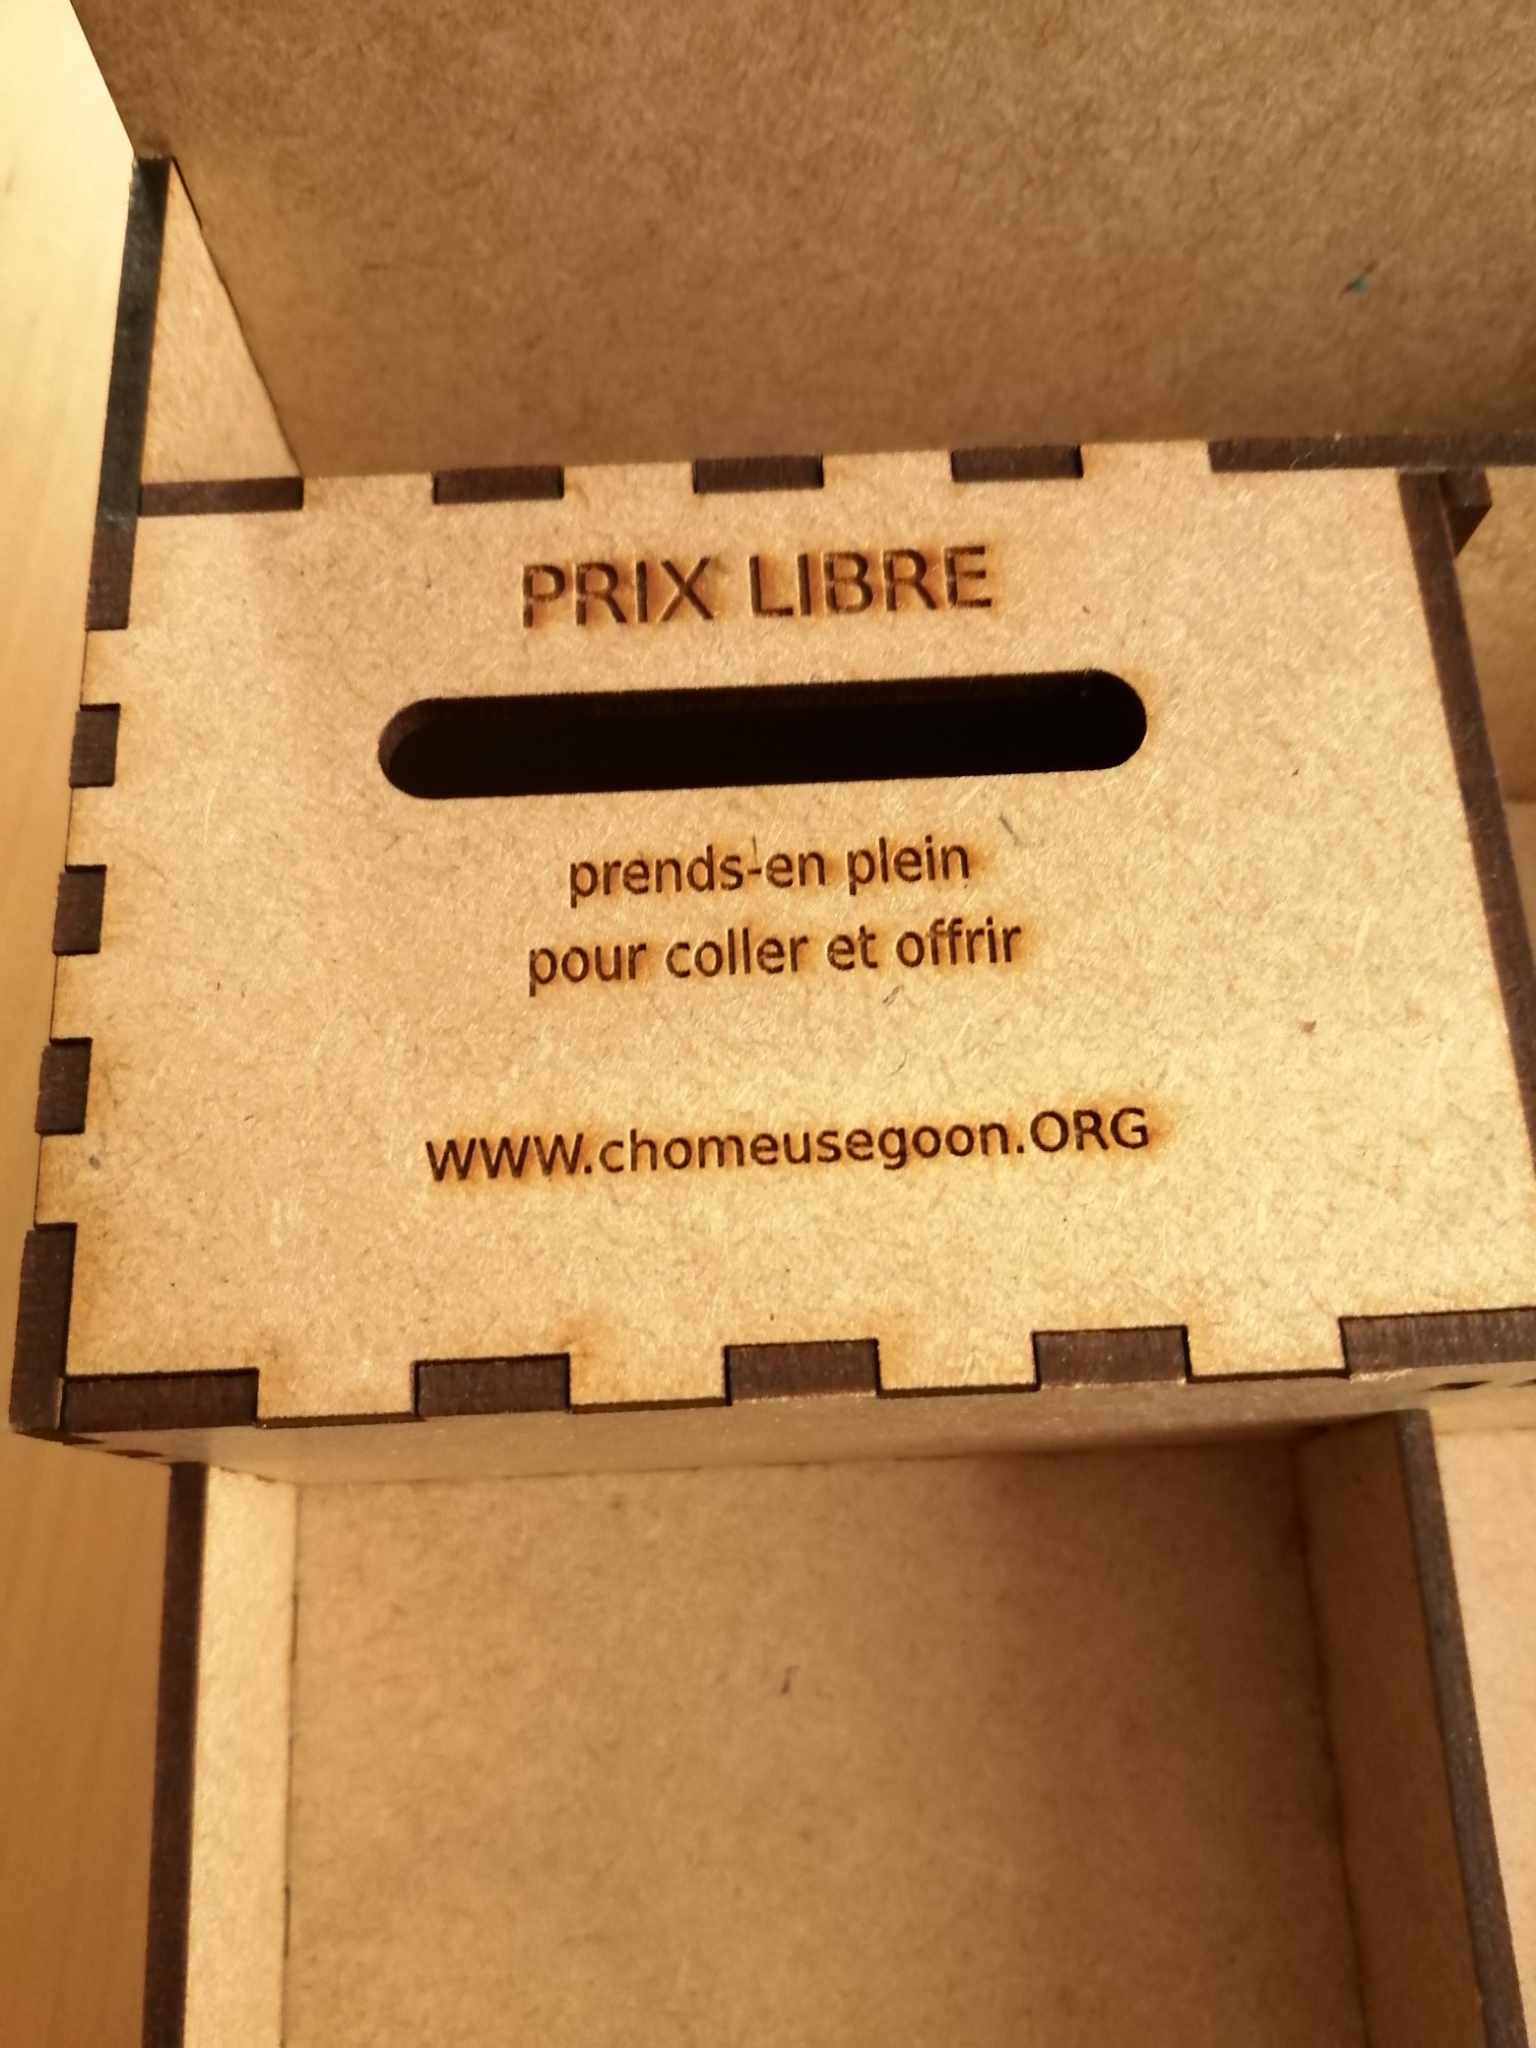 PRIX LIBRE
prends-en plein
pour coller et offrir
WWW.chomeusegoon.ORG